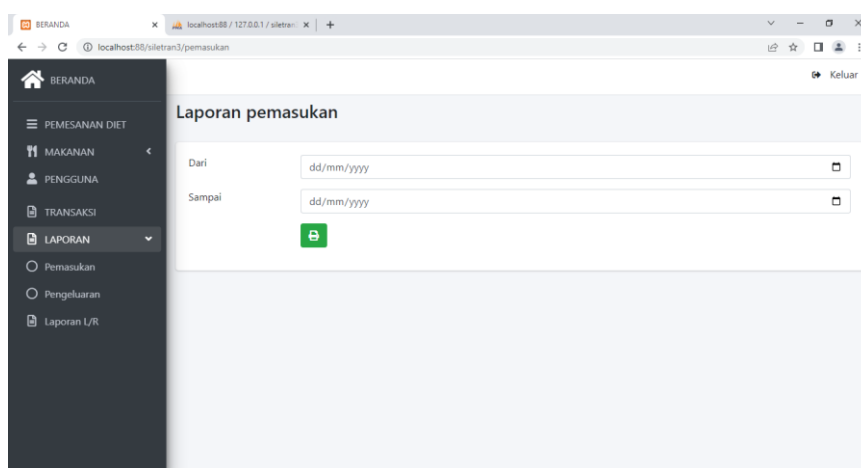 BERANDA
localhost:88 / 127.0.0.1 / siletran
localhost:88/siletran3/pemasukan
BERANDA
Keluar
Laporan pemasukan
PEMESANAN DIET
MAKANAN
PENGGUNA
TRANSAKSI
LAPORAN
Pemasukan
Pengeluaran
Laporan L/R
Dari
dd/mm/yyyy
Sampai
dd/mm/yyyy